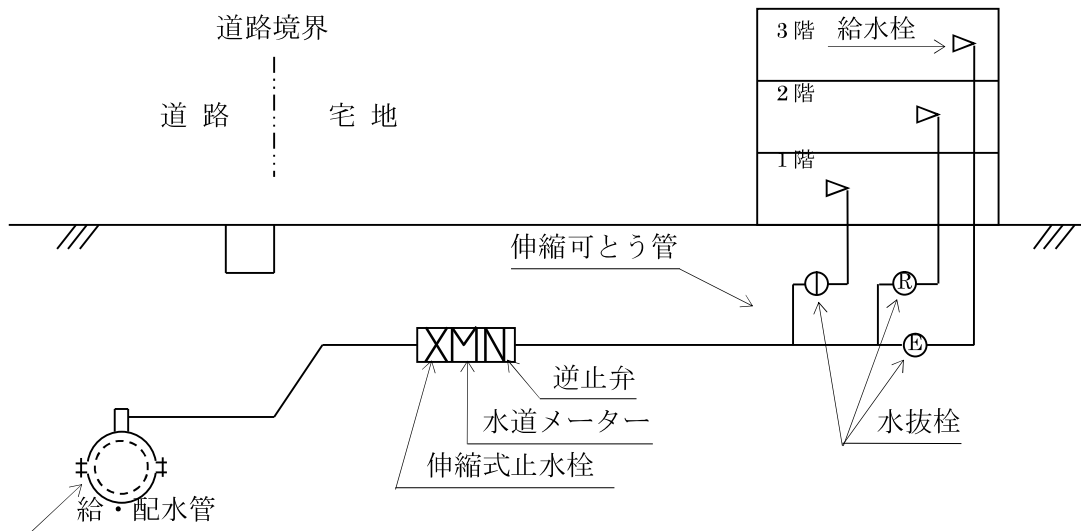 道路境界
道 路
宅 地
3 階
給水栓
2 階
1 階
伸縮可とう管
R
E
水抜栓
逆止弁
水道メーター
伸縮式止水栓
給・配水管